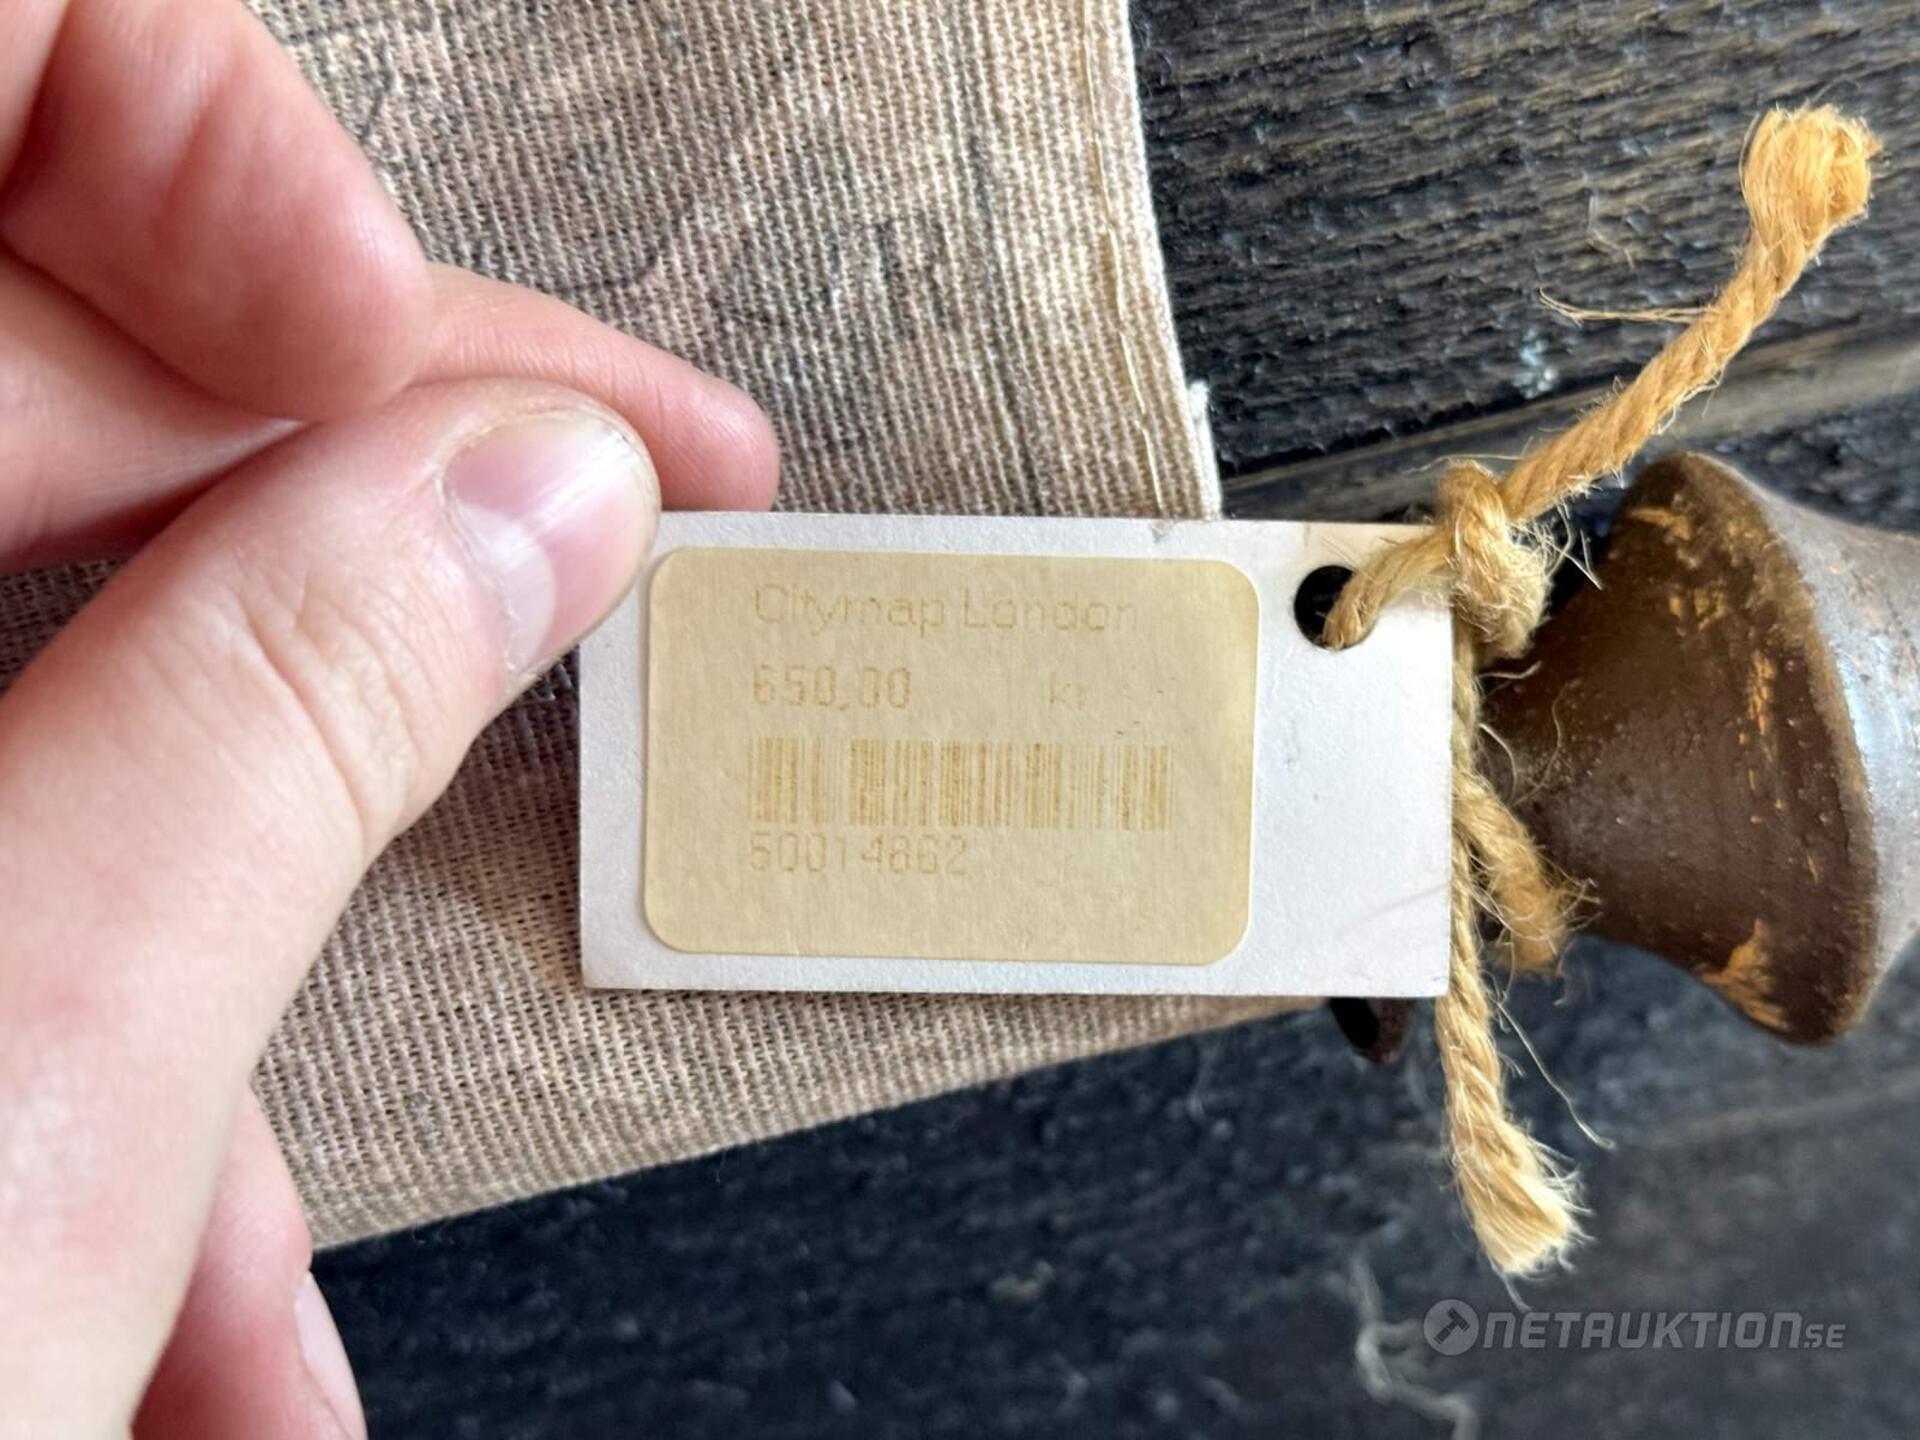 Citymap London
650,00 kr
50014862
NETAUKTION.SE